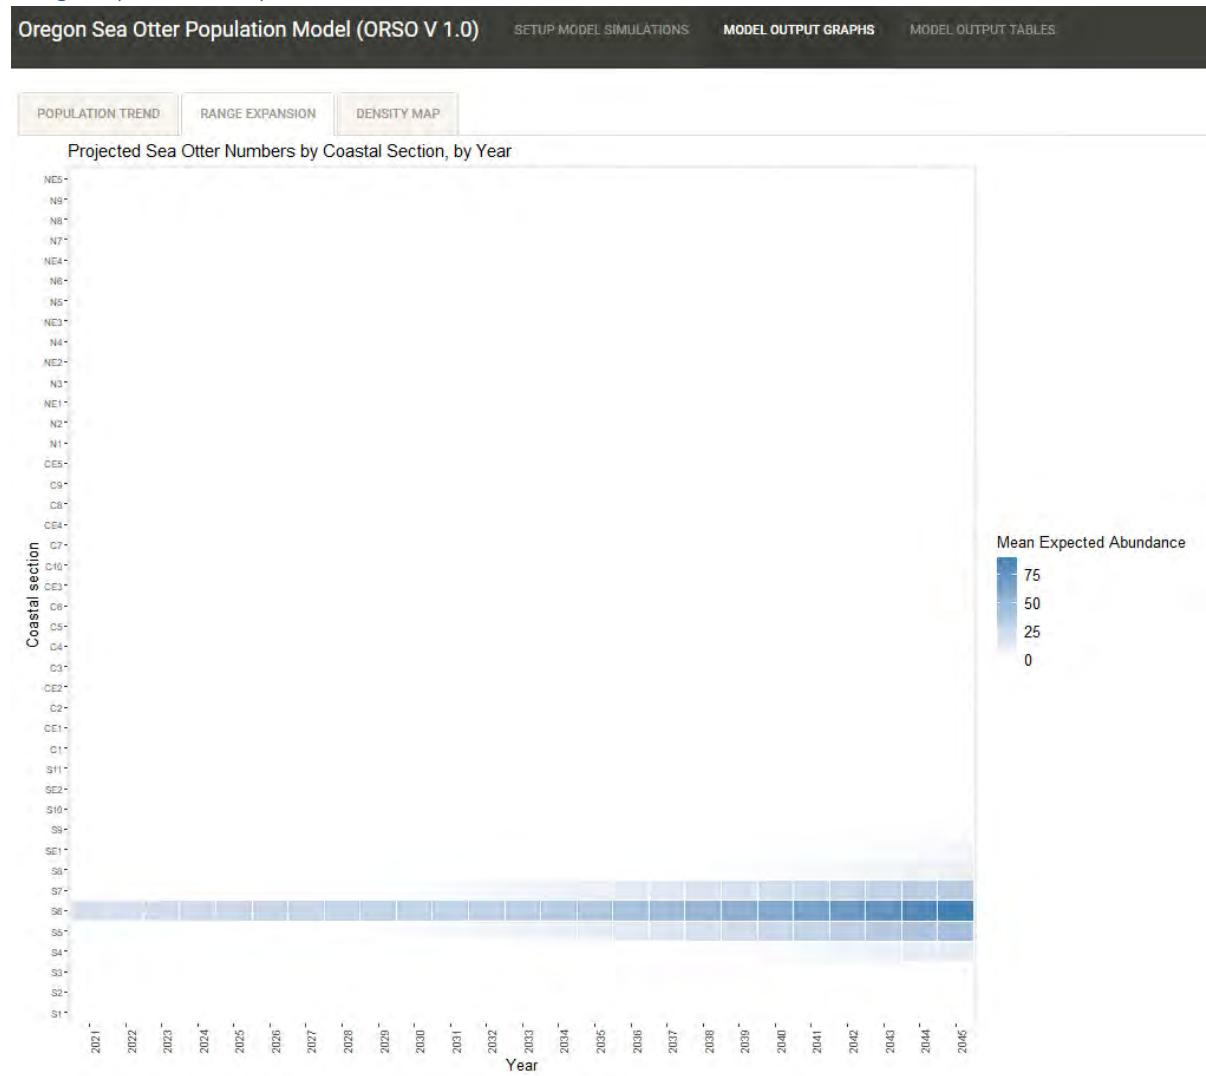 Oregon Sea Otter Population Model (ORSO V 1.0) SETUP MODEL SIMULATIONS MODEL OUTPUT GRAPHS MODEL OUTPUT TABLES
POPULATION TREND RANGE EXPANSION DENSITY MAP
Projected Sea Otter Numbers by Coastal Section, by Year
NE5
N9
N8
N7
NE4
N6
N5
NE3
N4
NE2
N3
NE1
N2
N1
CE5
C9
C8
CE4
C7
C10
CE3
C6
C5
C4
C3
CE2
C2
CE1
C1
S11
SE2
S10
S9
SE1
S8
S7
S6
S5
S4
S3
S2
S1
Coastal section
2021 2022 2023 2024 2025 2026 2027 2028 2029 2030 2031 2032 2033 2034 2035 2036 2037 2038 2039 2040 2041 2042 2043 2044 2045
Year
Mean Expected Abundance
75
50
25
0